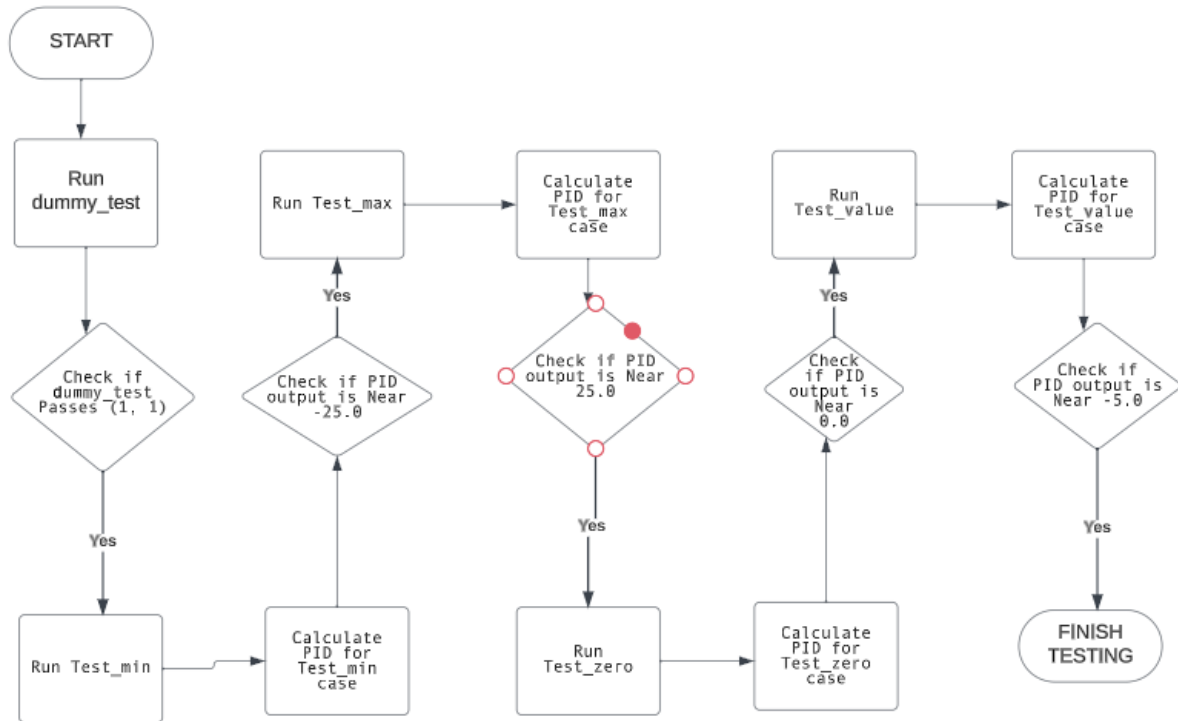 START
Run
dummy_test
Check if
dummy_test
Passes (1, 1)
Yes
Run Test_min
Calculate
PID for
Test_min
case
Check if PID
output is Near
-25.0
Yes
Run Test_max
Calculate
PID for
Test_max
case
Check if PID
output is Near
25.0
Yes
Run
Test_zero
Calculate
PID for
Test_zero
case
Check
if PID
output is
Near
0.0
Yes
Run
Test_value
Calculate
PID for
Test_value
case
Check if
PID output is
Near -5.0
Yes
FINISH
TESTING